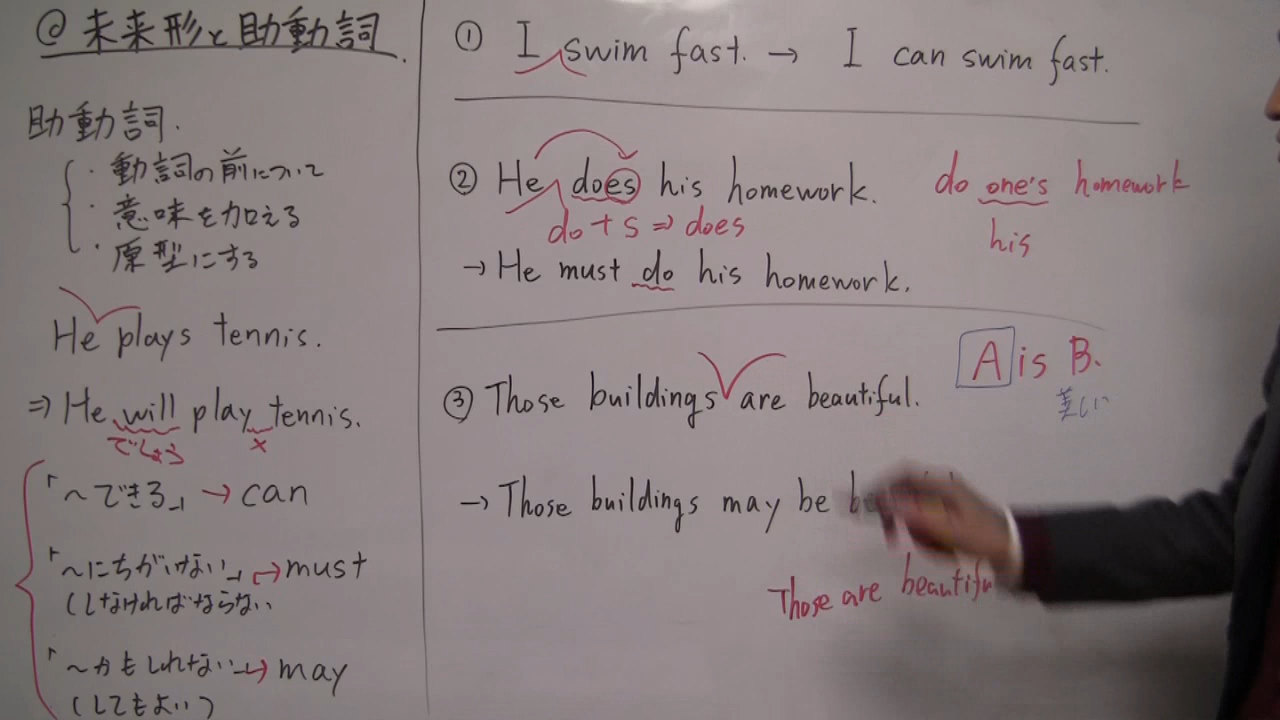 @ 未来形と助動詞.
助動詞.
・動詞の前について
・意味を加える
・原型にする
He plays tennis.
⇒ He will play tennis.
でしょう ×
「〜できる」→ can
「〜にちがいない」→ must
(しなければならない
「〜かもしれない」→ may
(してもよい)
① I swim fast. → I can swim fast.
② He does his homework.
do + s ⇒ does
do one's homework
his
→ He must do his homework.
③ Those buildings are beautiful.
A is B.
美しい
→ Those buildings may be
Those are